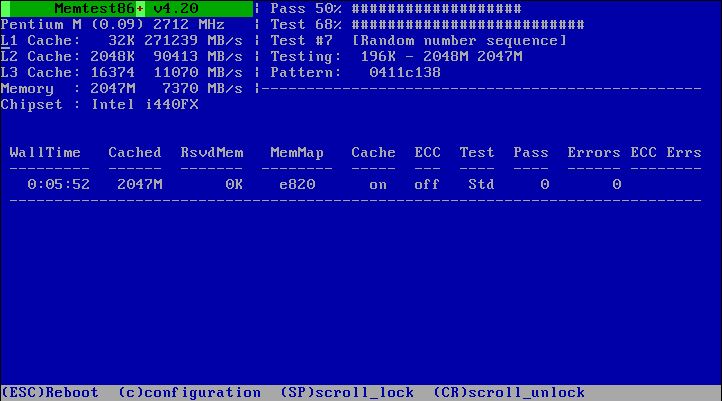 Memtest86+ v4.20 | Pass 50% ###################
Pentium M (0.09) 2712 MHz | Test 68% ##########################
L1 Cache: 32K 271239 MB/s | Test #7 [Random number sequence]
L2 Cache: 2048K 90413 MB/s | Testing: 196K - 2048M 2047M
L3 Cache: 16374 11070 MB/s | Pattern: 0411c138
Memory : 2047M 7370 MB/s |-------------------------------------------------
Chipset : Intel i440FX
WallTime Cached RsvdMem MemMap Cache ECC Test Pass Errors ECC Errs
--------- ------ ------- -------- ----- --- ---- ---- ------ --------
0:05:52 2047M 0K e820 on off Std 0 0
-----------------------------------------------------------------------------
(ESC)Reboot (c)configuration (SP)scroll_lock (CR)scroll_unlock